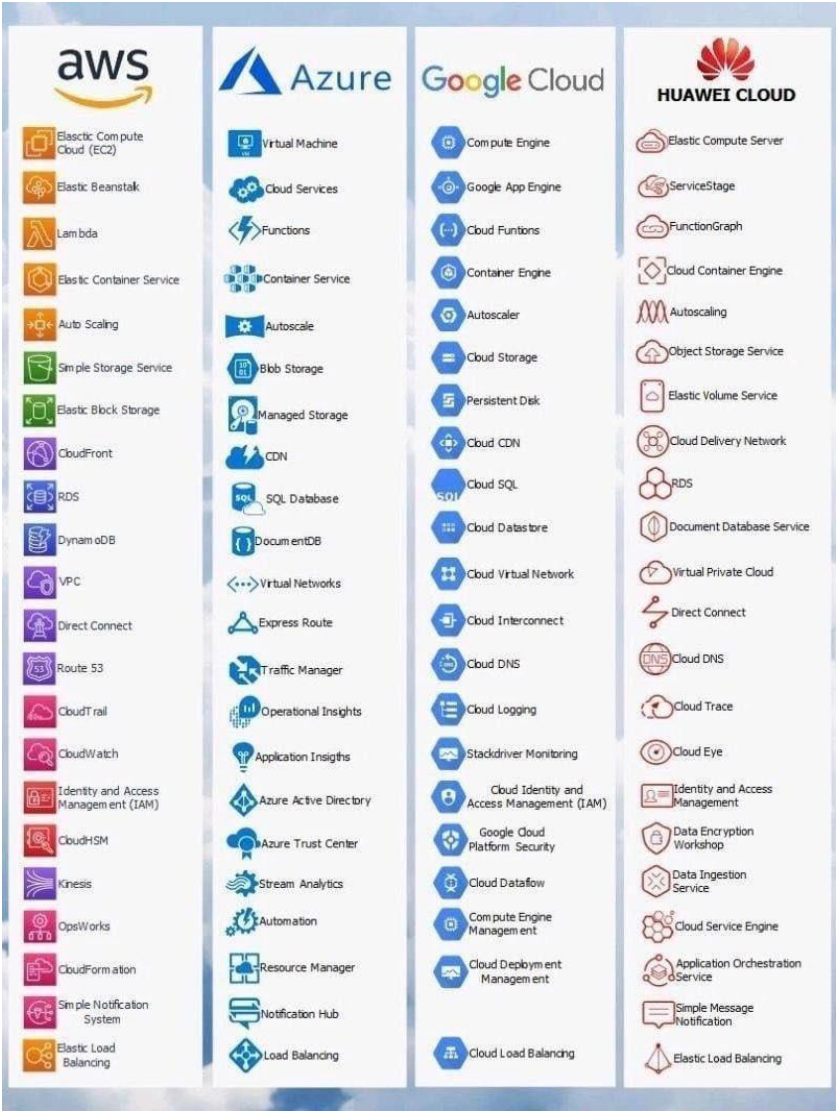 aws
Elasctic Compute
Cloud (EC2)
Elastic Beanstalk
Lambda
Elastic Container Service
Auto Scaling
Simple Storage Service
Elastic Block Storage
CloudFront
RDS
DynamoDB
VPC
Direct Connect
53
Route 53
CloudTrail
CloudWatch
Identity and Access
Management (IAM)
CloudHSM
Kinesis
OpsWorks
CloudFormation
Simple Notification
System
Elastic Load
Balancing
Azure
VM
Virtual Machine
Cloud Services
Functions
Container Service
Autoscale
10
01
Blob Storage
Managed Storage
CDN
SQL
SQL Database
DocumentDB
Virtual Networks
Express Route
Traffic Manager
Operational Insights
Application Insigths
Azure Active Directory
Azure Trust Center
Stream Analytics
Automation
Resource Manager
Notification Hub
Load Balancing
Google Cloud
Compute Engine
Google App Engine
Cloud Funtions
Container Engine
Autoscaler
Cloud Storage
Persistent Disk
Cloud CDN
SQL
Cloud SQL
Cloud Datastore
Cloud Virtual Network
Cloud Interconnect
DNS
Cloud DNS
Cloud Logging
Stackdriver Monitoring
Cloud Identity and
Access Management (IAM)
Google Cloud
Platform Security
Cloud Dataflow
Compute Engine
Management
Cloud Deployment
Management
Cloud Load Balancing
HUAWEI CLOUD
Elastic Compute Server
ServiceStage
FunctionGraph
Cloud Container Engine
Autoscaling
Object Storage Service
Elastic Volume Service
Cloud Delivery Network
RDS
Document Database Service
Virtual Private Cloud
Direct Connect
DNS
Cloud DNS
Cloud Trace
Cloud Eye
Identity and Access
Management
Data Encryption
Workshop
Data Ingestion
Service
Cloud Service Engine
Application Orchestration
Service
Simple Message
Notification
Elastic Load Balancing